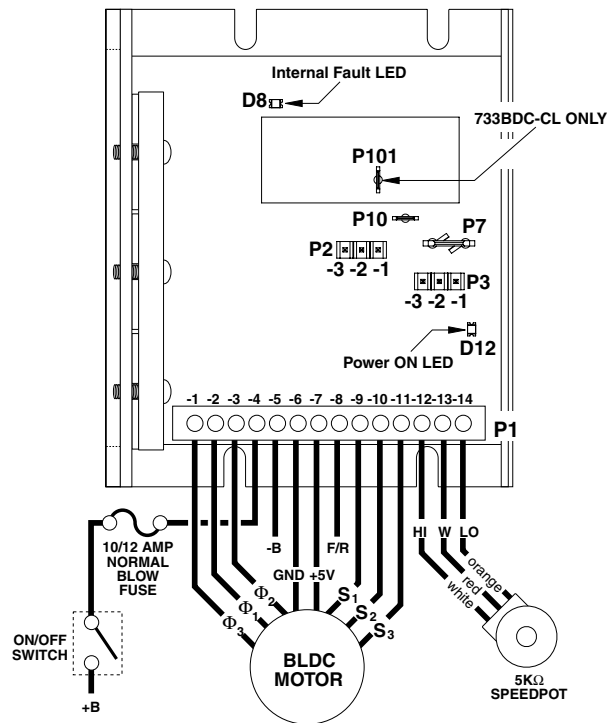 Internal Fault LED
D8
733BDC-CL ONLY
P101
P10
P7
P2
-3 -2 -1
P3
-3 -2 -1
D12
Power ON LED
-1 -2 -3 -4 -5 -6 -7 -8 -9 -10 -11 -12 -13 -14
P1
10/12 AMP
NORMAL
BLOW
FUSE
-B
F/R
HI W LO
GND +5V
Φ3
Φ1
Φ2
S1
S2
S3
white
red
orange
ON/OFF
SWITCH
+B
BLDC
MOTOR
5KΩ
SPEEDPOT